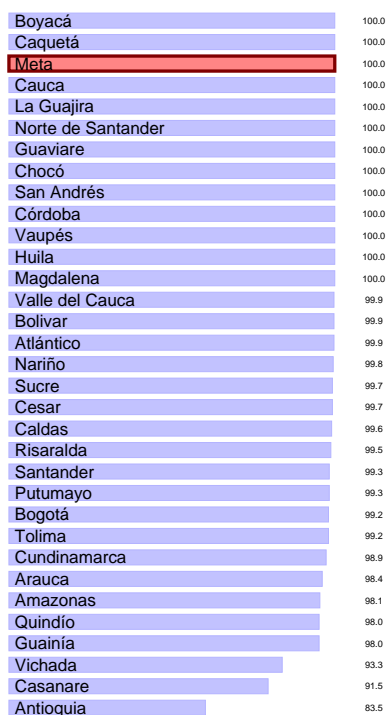 Boyacá 100.0
Caquetá 100.0
Meta 100.0
Cauca 100.0
La Guajira 100.0
Norte de Santander 100.0
Guaviare 100.0
Chocó 100.0
San Andrés 100.0
Córdoba 100.0
Vaupés 100.0
Huila 100.0
Magdalena 100.0
Valle del Cauca 99.9
Bolivar 99.9
Atlántico 99.9
Nariño 99.8
Sucre 99.7
Cesar 99.7
Caldas 99.6
Risaralda 99.5
Santander 99.3
Putumayo 99.3
Bogotá 99.2
Tolima 99.2
Cundinamarca 98.9
Arauca 98.4
Amazonas 98.1
Quindío 98.0
Guainía 98.0
Vichada 93.3
Casanare 91.5
Antioquia 83.5